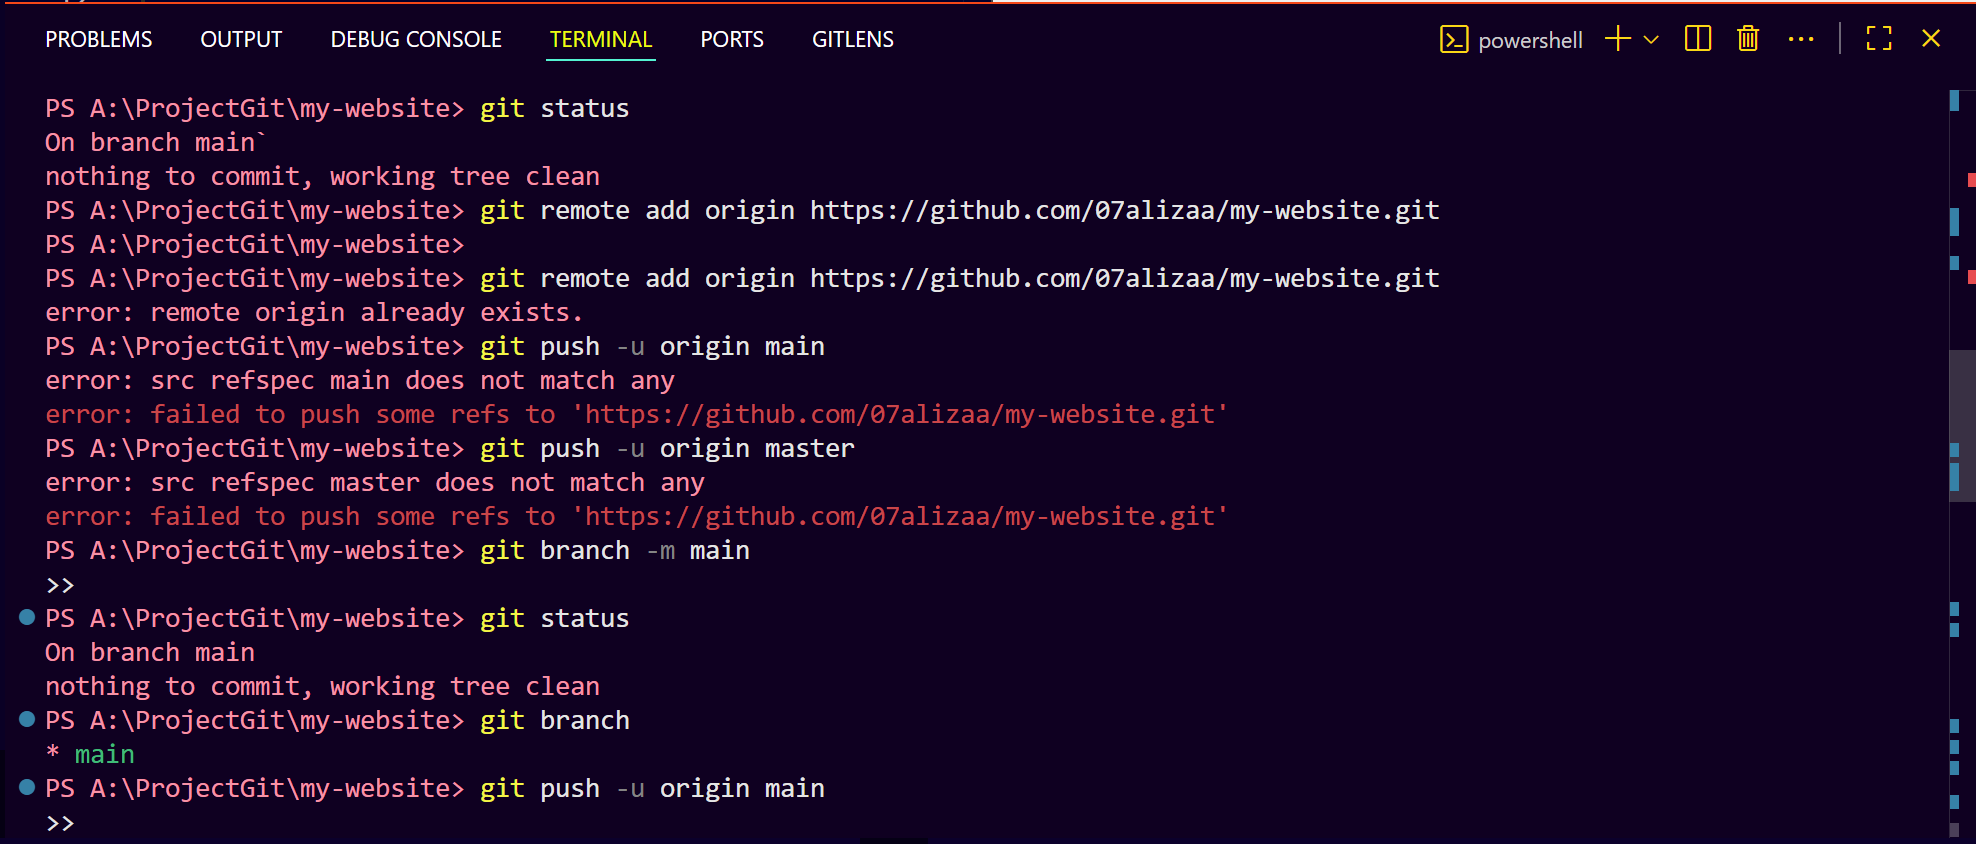 PROBLEMS OUTPUT DEBUG CONSOLE TERMINAL PORTS GITLENS powershell
PS A:\ProjectGit\my-website> git status
On branch main`
nothing to commit, working tree clean
PS A:\ProjectGit\my-website> git remote add origin https://github.com/07alizaa/my-website.git
PS A:\ProjectGit\my-website>
PS A:\ProjectGit\my-website> git remote add origin https://github.com/07alizaa/my-website.git
error: remote origin already exists.
PS A:\ProjectGit\my-website> git push -u origin main
error: src refspec main does not match any
error: failed to push some refs to 'https://github.com/07alizaa/my-website.git'
PS A:\ProjectGit\my-website> git push -u origin master
error: src refspec master does not match any
error: failed to push some refs to 'https://github.com/07alizaa/my-website.git'
PS A:\ProjectGit\my-website> git branch -m main
>>
PS A:\ProjectGit\my-website> git status
On branch main
nothing to commit, working tree clean
PS A:\ProjectGit\my-website> git branch
* main
PS A:\ProjectGit\my-website> git push -u origin main
>>